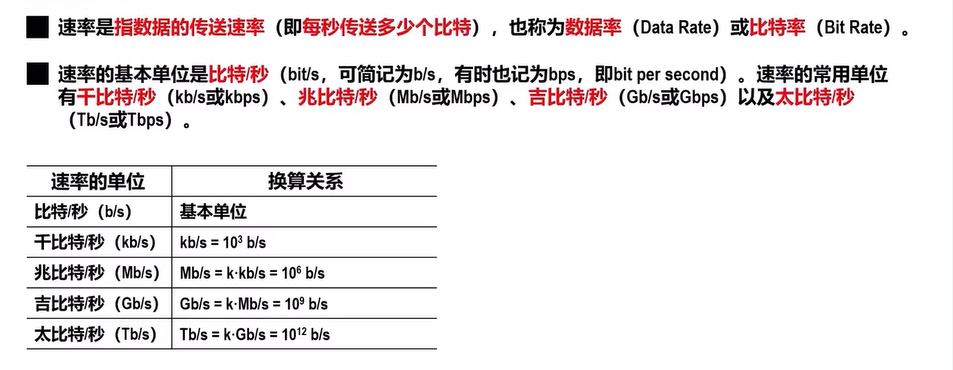 速率是指数据的传送速率（即每秒传送多少个比特），也称为数据率（Data Rate）或比特率（Bit Rate）。
速率的基本单位是比特/秒（bit/s，可简记为b/s，有时也记为bps，即bit per second）。速率的常用单位
有千比特/秒（kb/s或kbps）、兆比特/秒（Mb/s或Mbps）、吉比特/秒（Gb/s或Gbps）以及太比特/秒
（Tb/s或Tbps）。
速率的单位 换算关系
比特/秒（b/s） 基本单位
千比特/秒（kb/s） kb/s = 10³ b/s
兆比特/秒（Mb/s） Mb/s = k·kb/s = 10⁶ b/s
吉比特/秒（Gb/s） Gb/s = k·Mb/s = 10⁹ b/s
太比特/秒（Tb/s） Tb/s = k·Gb/s = 10¹² b/s